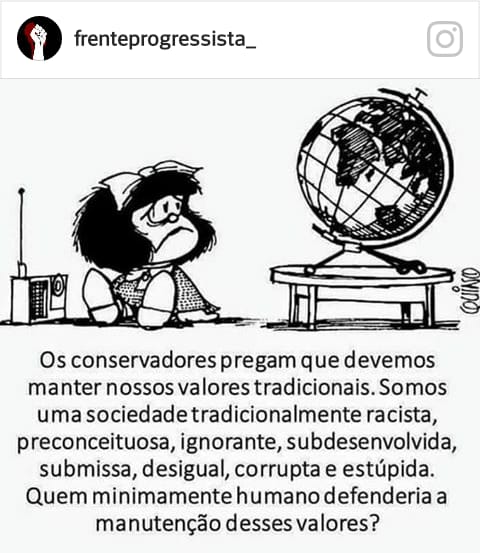 frenteprogressista_
QUINO
Os conservadores pregam que devemos
manter nossos valores tradicionais. Somos
uma sociedade tradicionalmente racista,
preconceituosa, ignorante, subdesenvolvida,
submissa, desigual, corrupta e estúpida.
Quem minimamente humano defenderia a
manutenção desses valores?